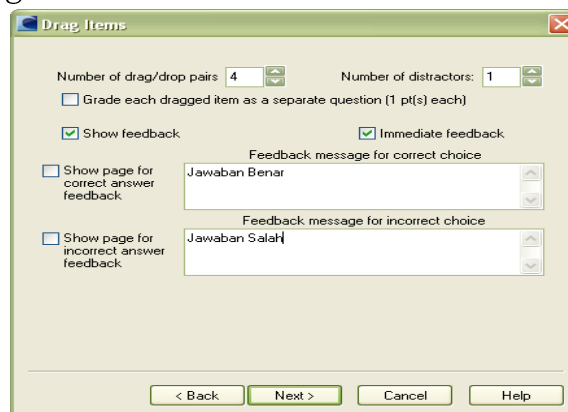 Drag Items
Number of drag/drop pairs 4 Number of distractors: 1
Grade each dragged item as a separate question (1 pt(s) each)
Show feedback Immediate feedback
Feedback message for correct choice
Show page for correct answer feedback
Jawaban Benar
Feedback message for incorrect choice
Show page for incorrect answer feedback
Jawaban Salah
< Back Next > Cancel Help